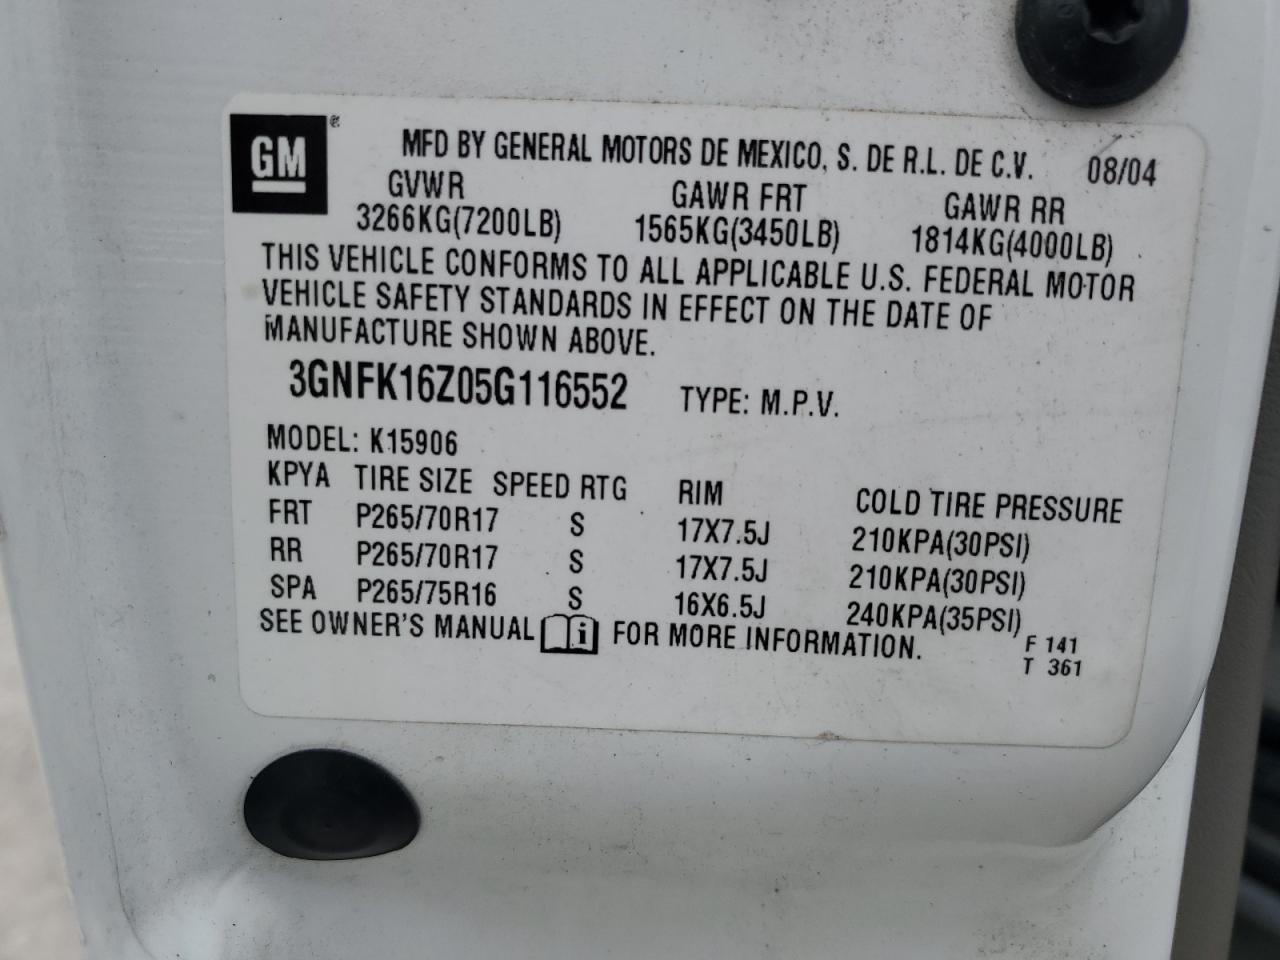 GM®
MFD BY GENERAL MOTORS DE MEXICO, S. DE R.L. DE C.V. 08/04
GVWR GAWR FRT GAWR RR
3266KG(7200LB) 1565KG(3450LB) 1814KG(4000LB)
THIS VEHICLE CONFORMS TO ALL APPLICABLE U.S. FEDERAL MOTOR
VEHICLE SAFETY STANDARDS IN EFFECT ON THE DATE OF
MANUFACTURE SHOWN ABOVE.
3GNFK16Z05G116552 TYPE: M.P.V.
MODEL: K15906
KPYA TIRE SIZE SPEED RTG RIM COLD TIRE PRESSURE
FRT P265/70R17 S 17X7.5J 210KPA(30PSI)
RR P265/70R17 S 17X7.5J 210KPA(30PSI)
SPA P265/75R16 S 16X6.5J 240KPA(35PSI)
SEE OWNER'S MANUAL i FOR MORE INFORMATION.
F 141
T 361